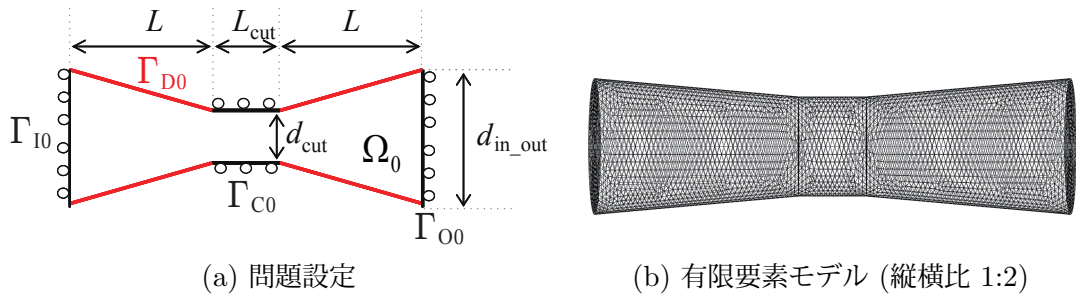 L L_cut L
Γ_D0
Γ_I0
d_cut
Ω_0
d_in_out
Γ_C0
Γ_O0
(a) 問題設定
(b) 有限要素モデル (縦横比 1:2)